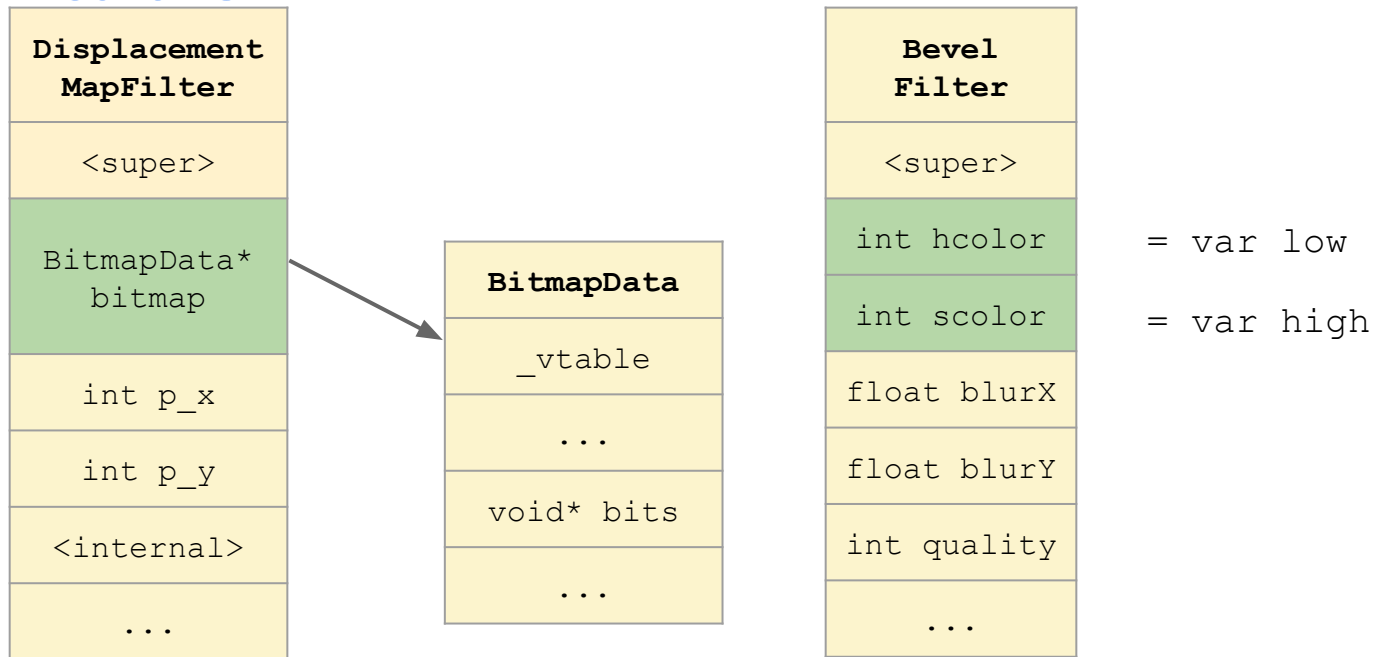 Displacement
MapFilter
<super>
BitmapData*
bitmap
int p_x
int p_y
<internal>
...
BitmapData
_vtable
...
void* bits
...
Bevel
Filter
<super>
int hcolor
= var low
int scolor
= var high
float blurX
float blurY
int quality
...